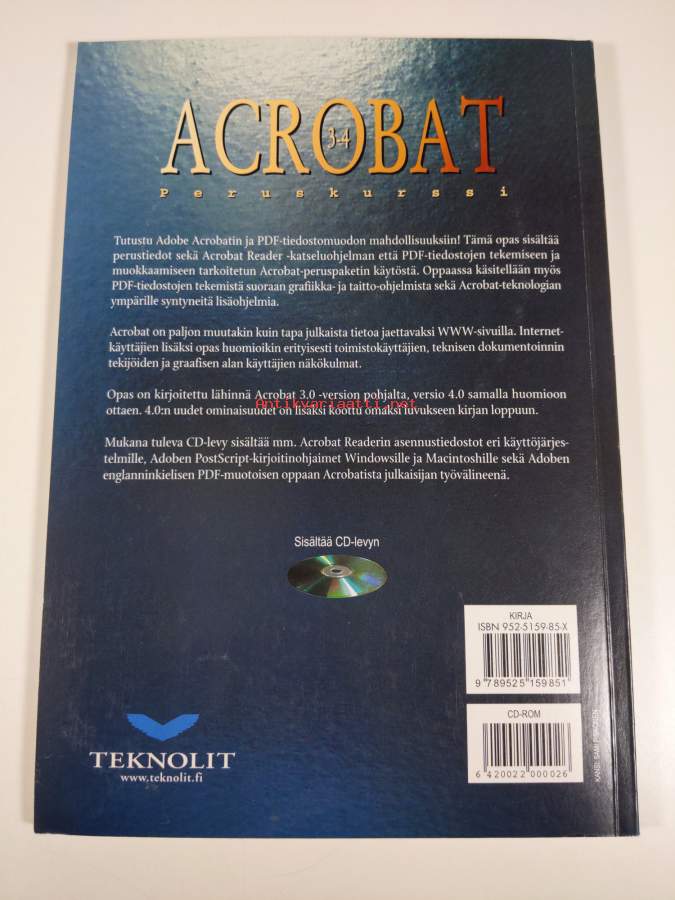 ACROBAT
3-4
Peruskurssi
Tutustu Adobe Acrobatin ja PDF-tiedostomuodon mahdollisuuksiin! Tämä opas sisältää
perustiedot sekä Acrobat Reader -katseluohjelman että PDF-tiedostojen tekemiseen ja
muokkaamiseen tarkoitetun Acrobat-peruspaketin käytöstä. Oppaassa käsitellään myös
PDF-tiedostojen tekemistä suoraan grafiikka- ja taitto-ohjelmista sekä Acrobat-teknologian
ympärille syntyneitä lisäohjelmia.
Acrobat on paljon muutakin kuin tapa julkaista tietoa jaettavaksi WWW-sivuilla. Internet-
käyttäjien lisäksi opas huomioikin erityisesti toimistokäyttäjien, teknisen dokumentoinnin
tekijöiden ja graafisen alan käyttäjien näkökulmat.
Opas on kirjoitettu lähinnä Acrobat 3.0 -version pohjalta, versio 4.0 samalla huomioon
ottaen. 4.0:n uudet ominaisuudet on lisäksi koottu omaksi luvukseen kirjan loppuun.
Antikvariaatti.net
Mukana tuleva CD-levy sisältää mm. Acrobat Readerin asennustiedostot eri käyttöjärjes-
telmille, Adoben PostScript-kirjoitinohjaimet Windowsille ja Macintoshille sekä Adoben
englanninkielisen PDF-muotoisen oppaan Acrobatista julkaisijan työvälineenä.
Sisältää CD-levyn
KIRJA
ISBN 952-5159-85-X
9 789525 159851
CD-ROM
6 420022 000026
TEKNOLIT
www.teknolit.fi
KANSI: SAMI